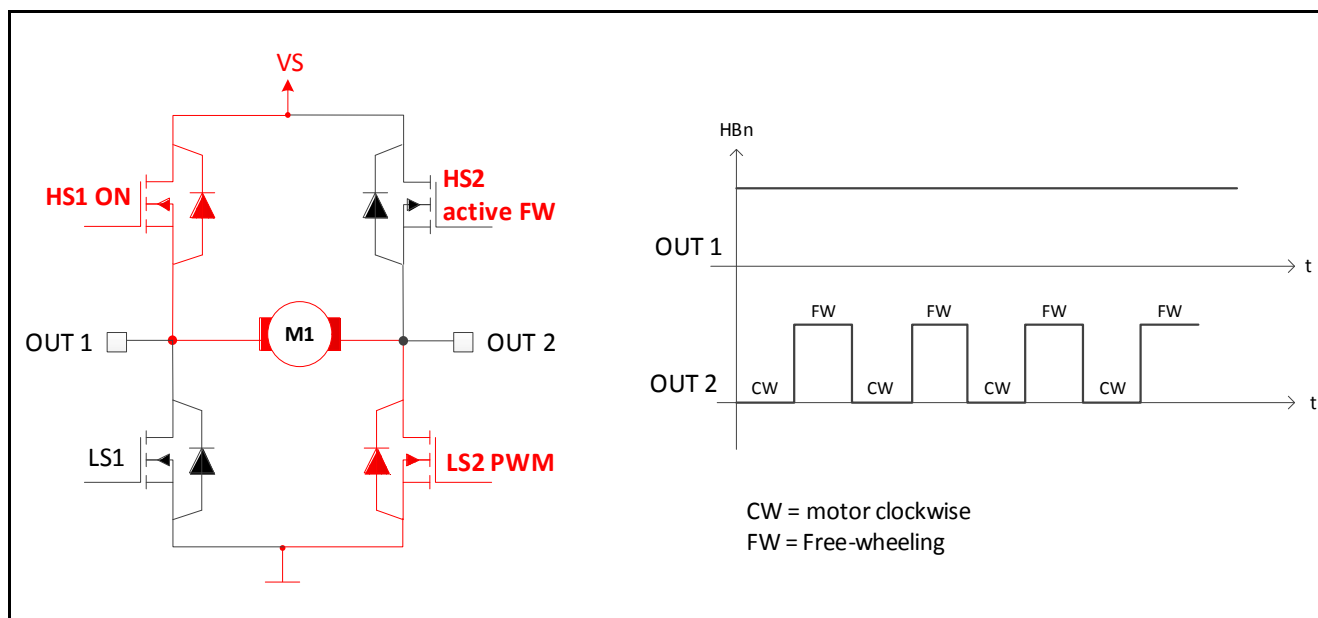 VS
HS1 ON
HS2
active FW
OUT 1
M1
OUT 2
LS1
LS2 PWM
HBn
OUT 1
t
FW
FW
FW
FW
OUT 2
CW
CW
CW
CW
t
CW = motor clockwise
FW = Free-wheeling